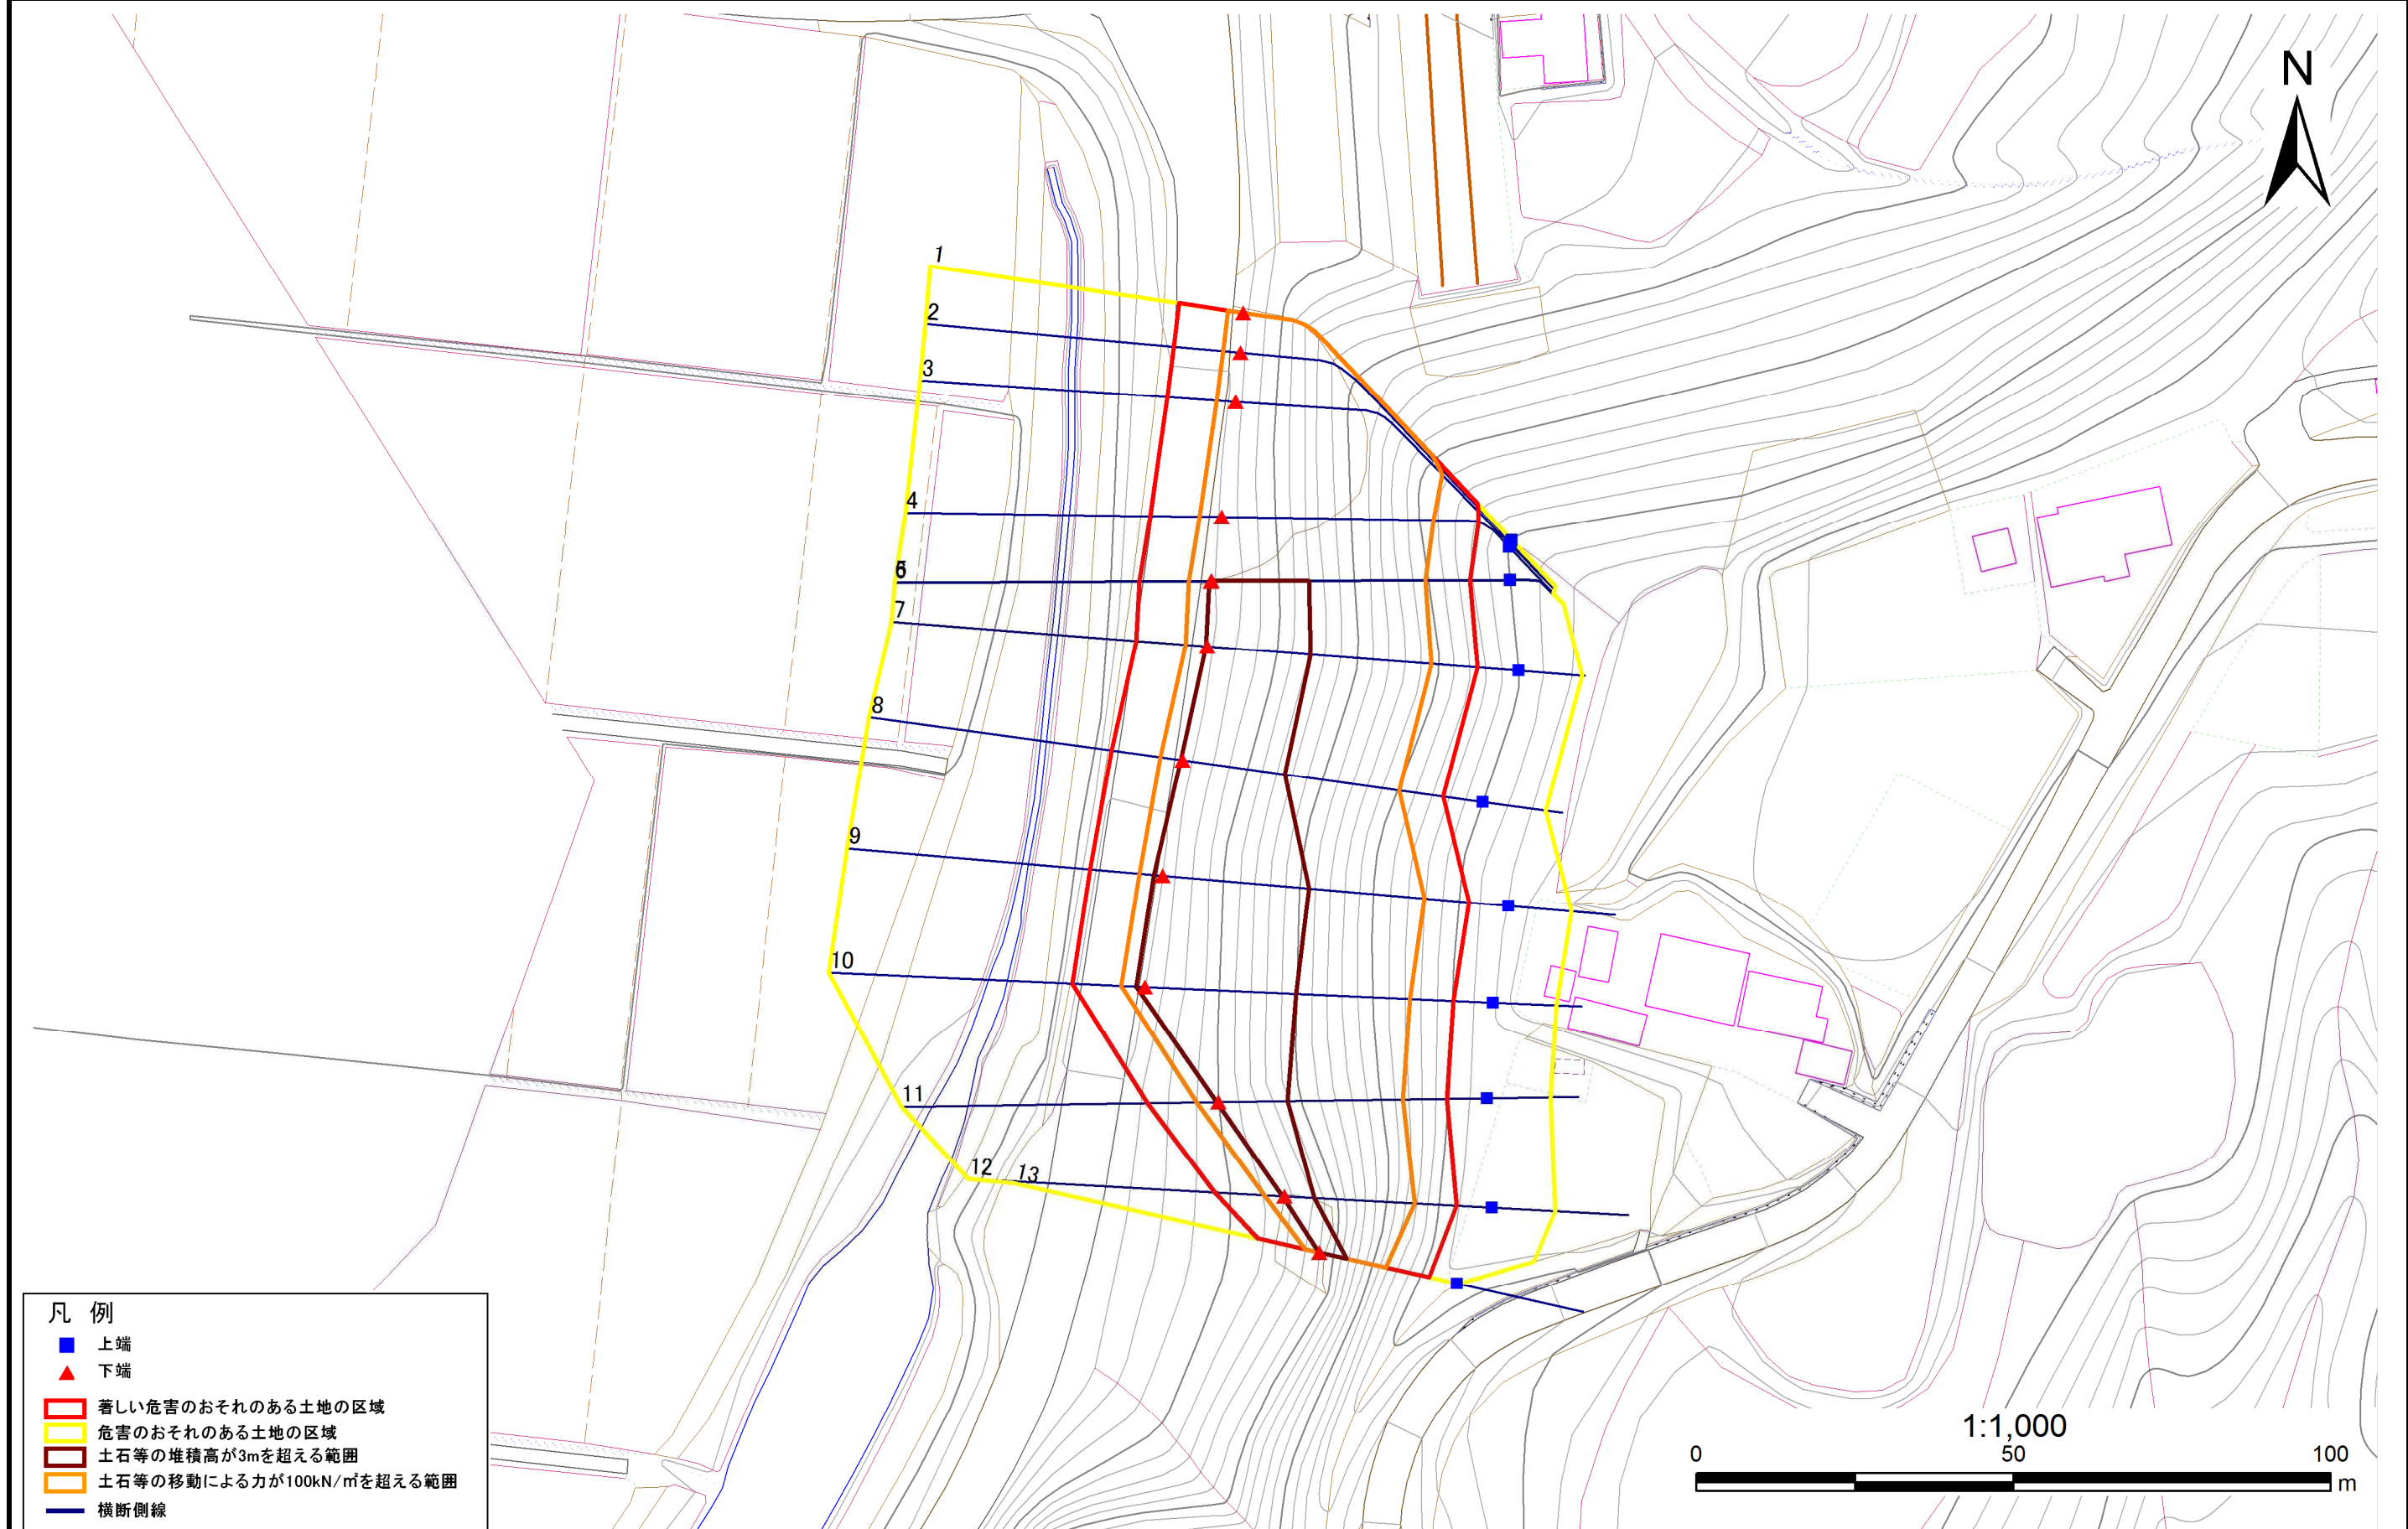 N
1
2
3
4
6
7
8
9
10
11
12
13
凡 例
上端
下端
著しい危害のおそれのある土地の区域
危害のおそれのある土地の区域
土石等の堆積高が3mを超える範囲
土石等の移動による力が100kN/㎡を超える範囲
横断側線
1:1,000
0 50 100
m